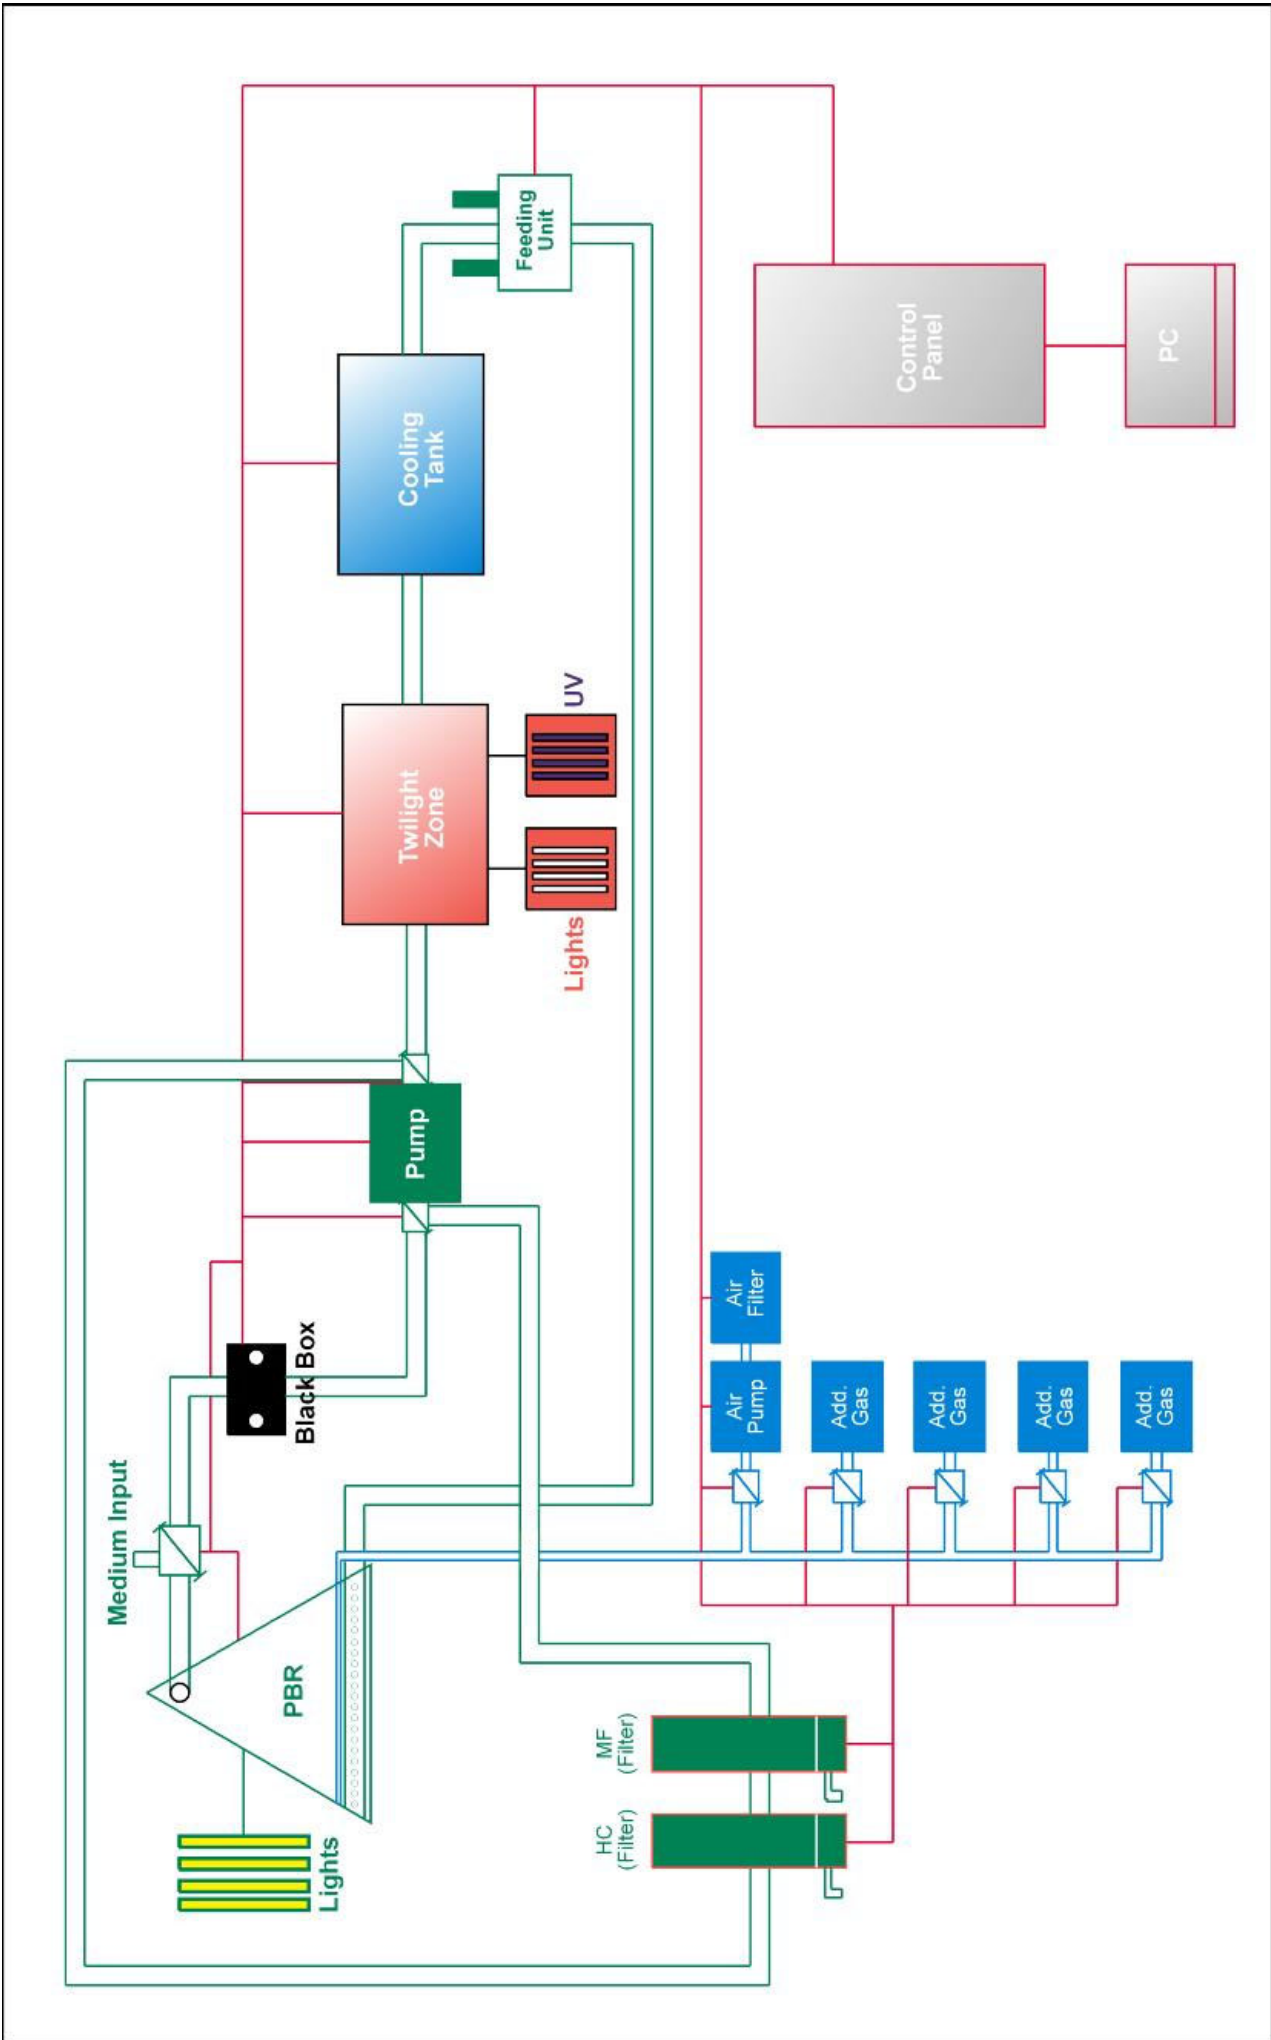 Medium Input
Black Box
PBR
Lights
Pump
Twilight
Zone
Lights
UV
Cooling
Tank
Feeding
Unit
MF
(Filter)
HC
(Filter)
Air
Filter
Air
Pump
Add.
Gas
Add.
Gas
Add.
Gas
Add.
Gas
Control
Panel
PC